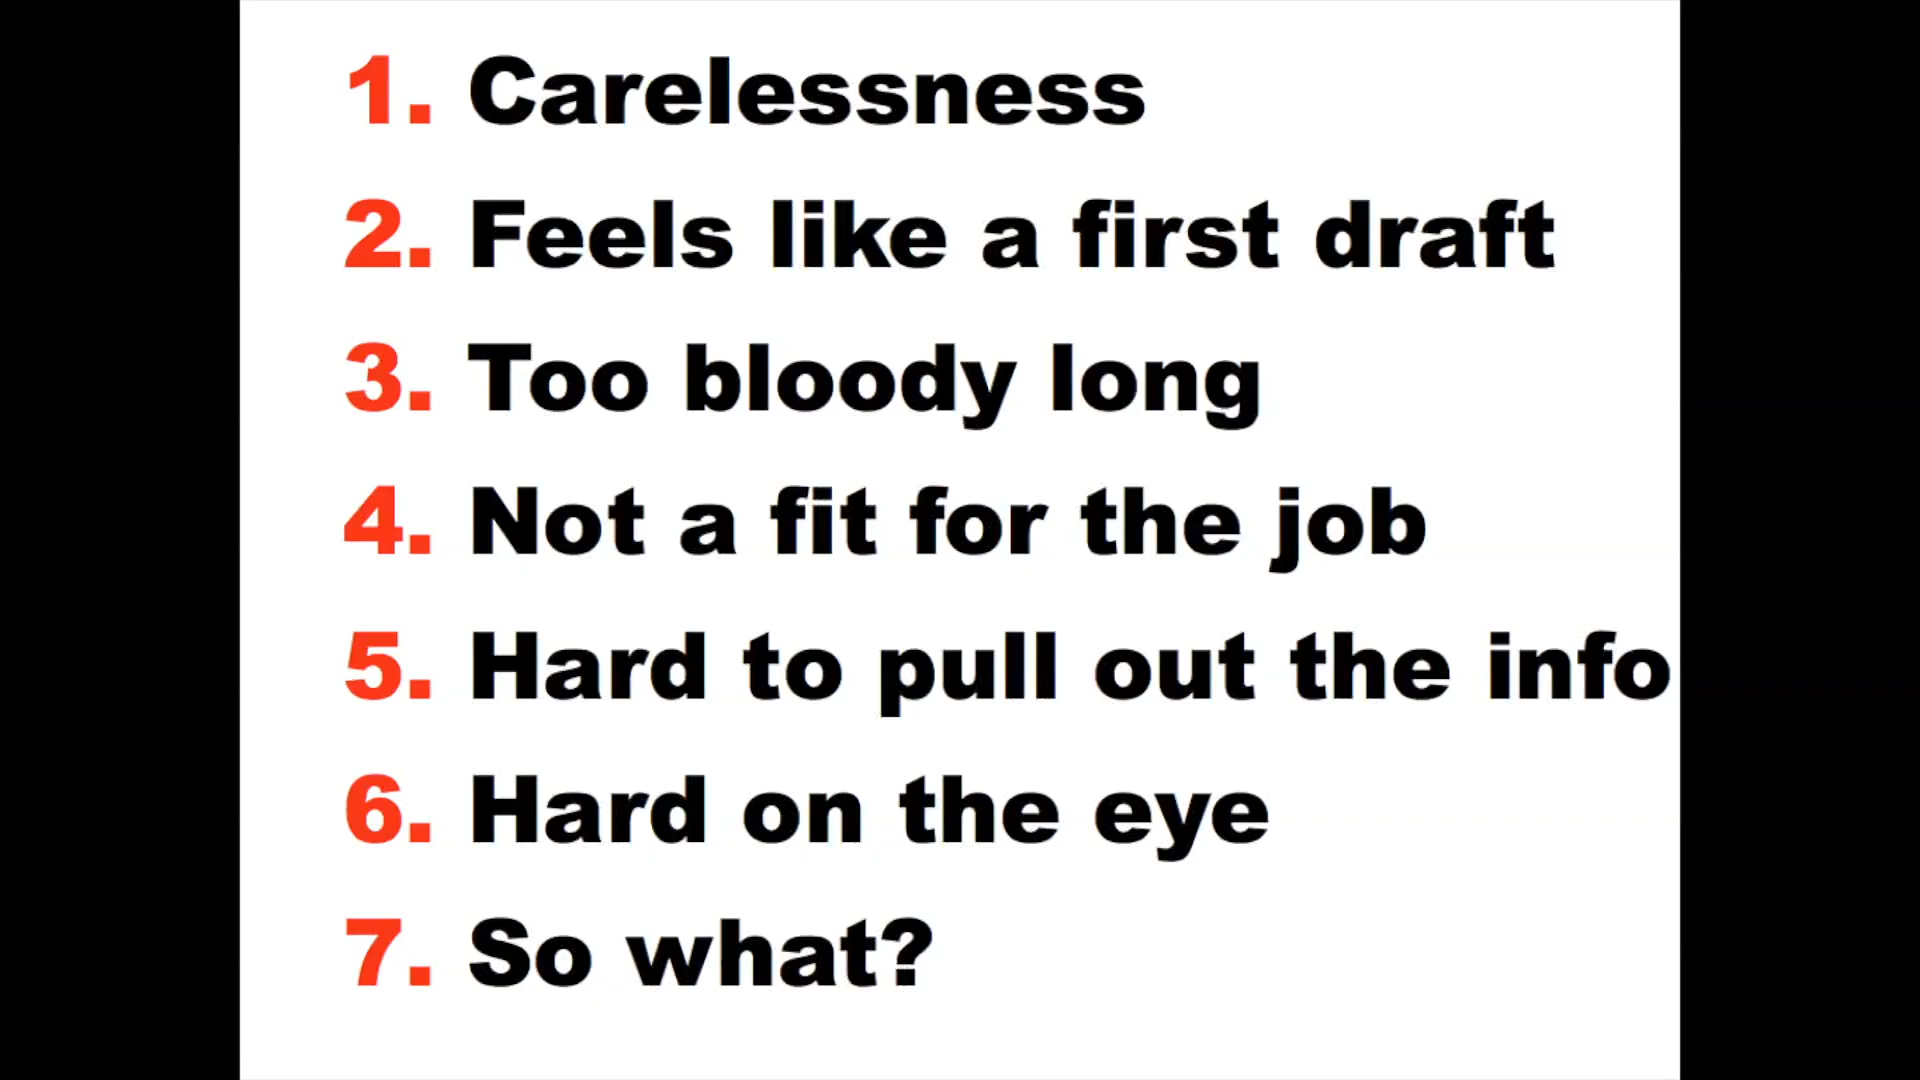 1. Carelessness
2. Feels like a first draft
3. Too bloody long
4. Not a fit for the job
5. Hard to pull out the info
6. Hard on the eye
7. So what?